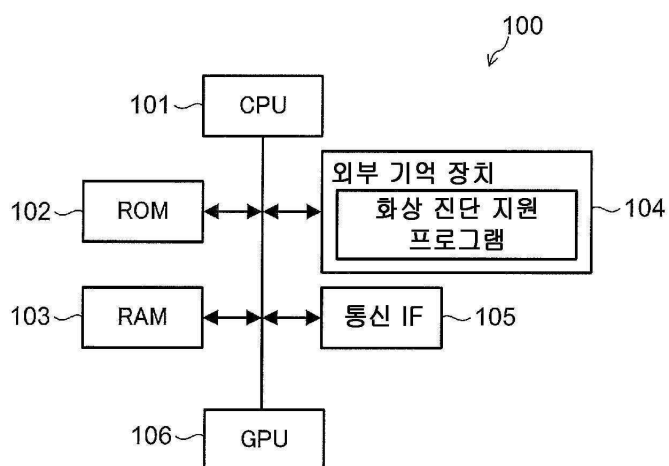 100
101 CPU
외부 기억 장치
102 ROM
화상 진단 지원
프로그램
104
103 RAM
통신 IF
105
106 GPU